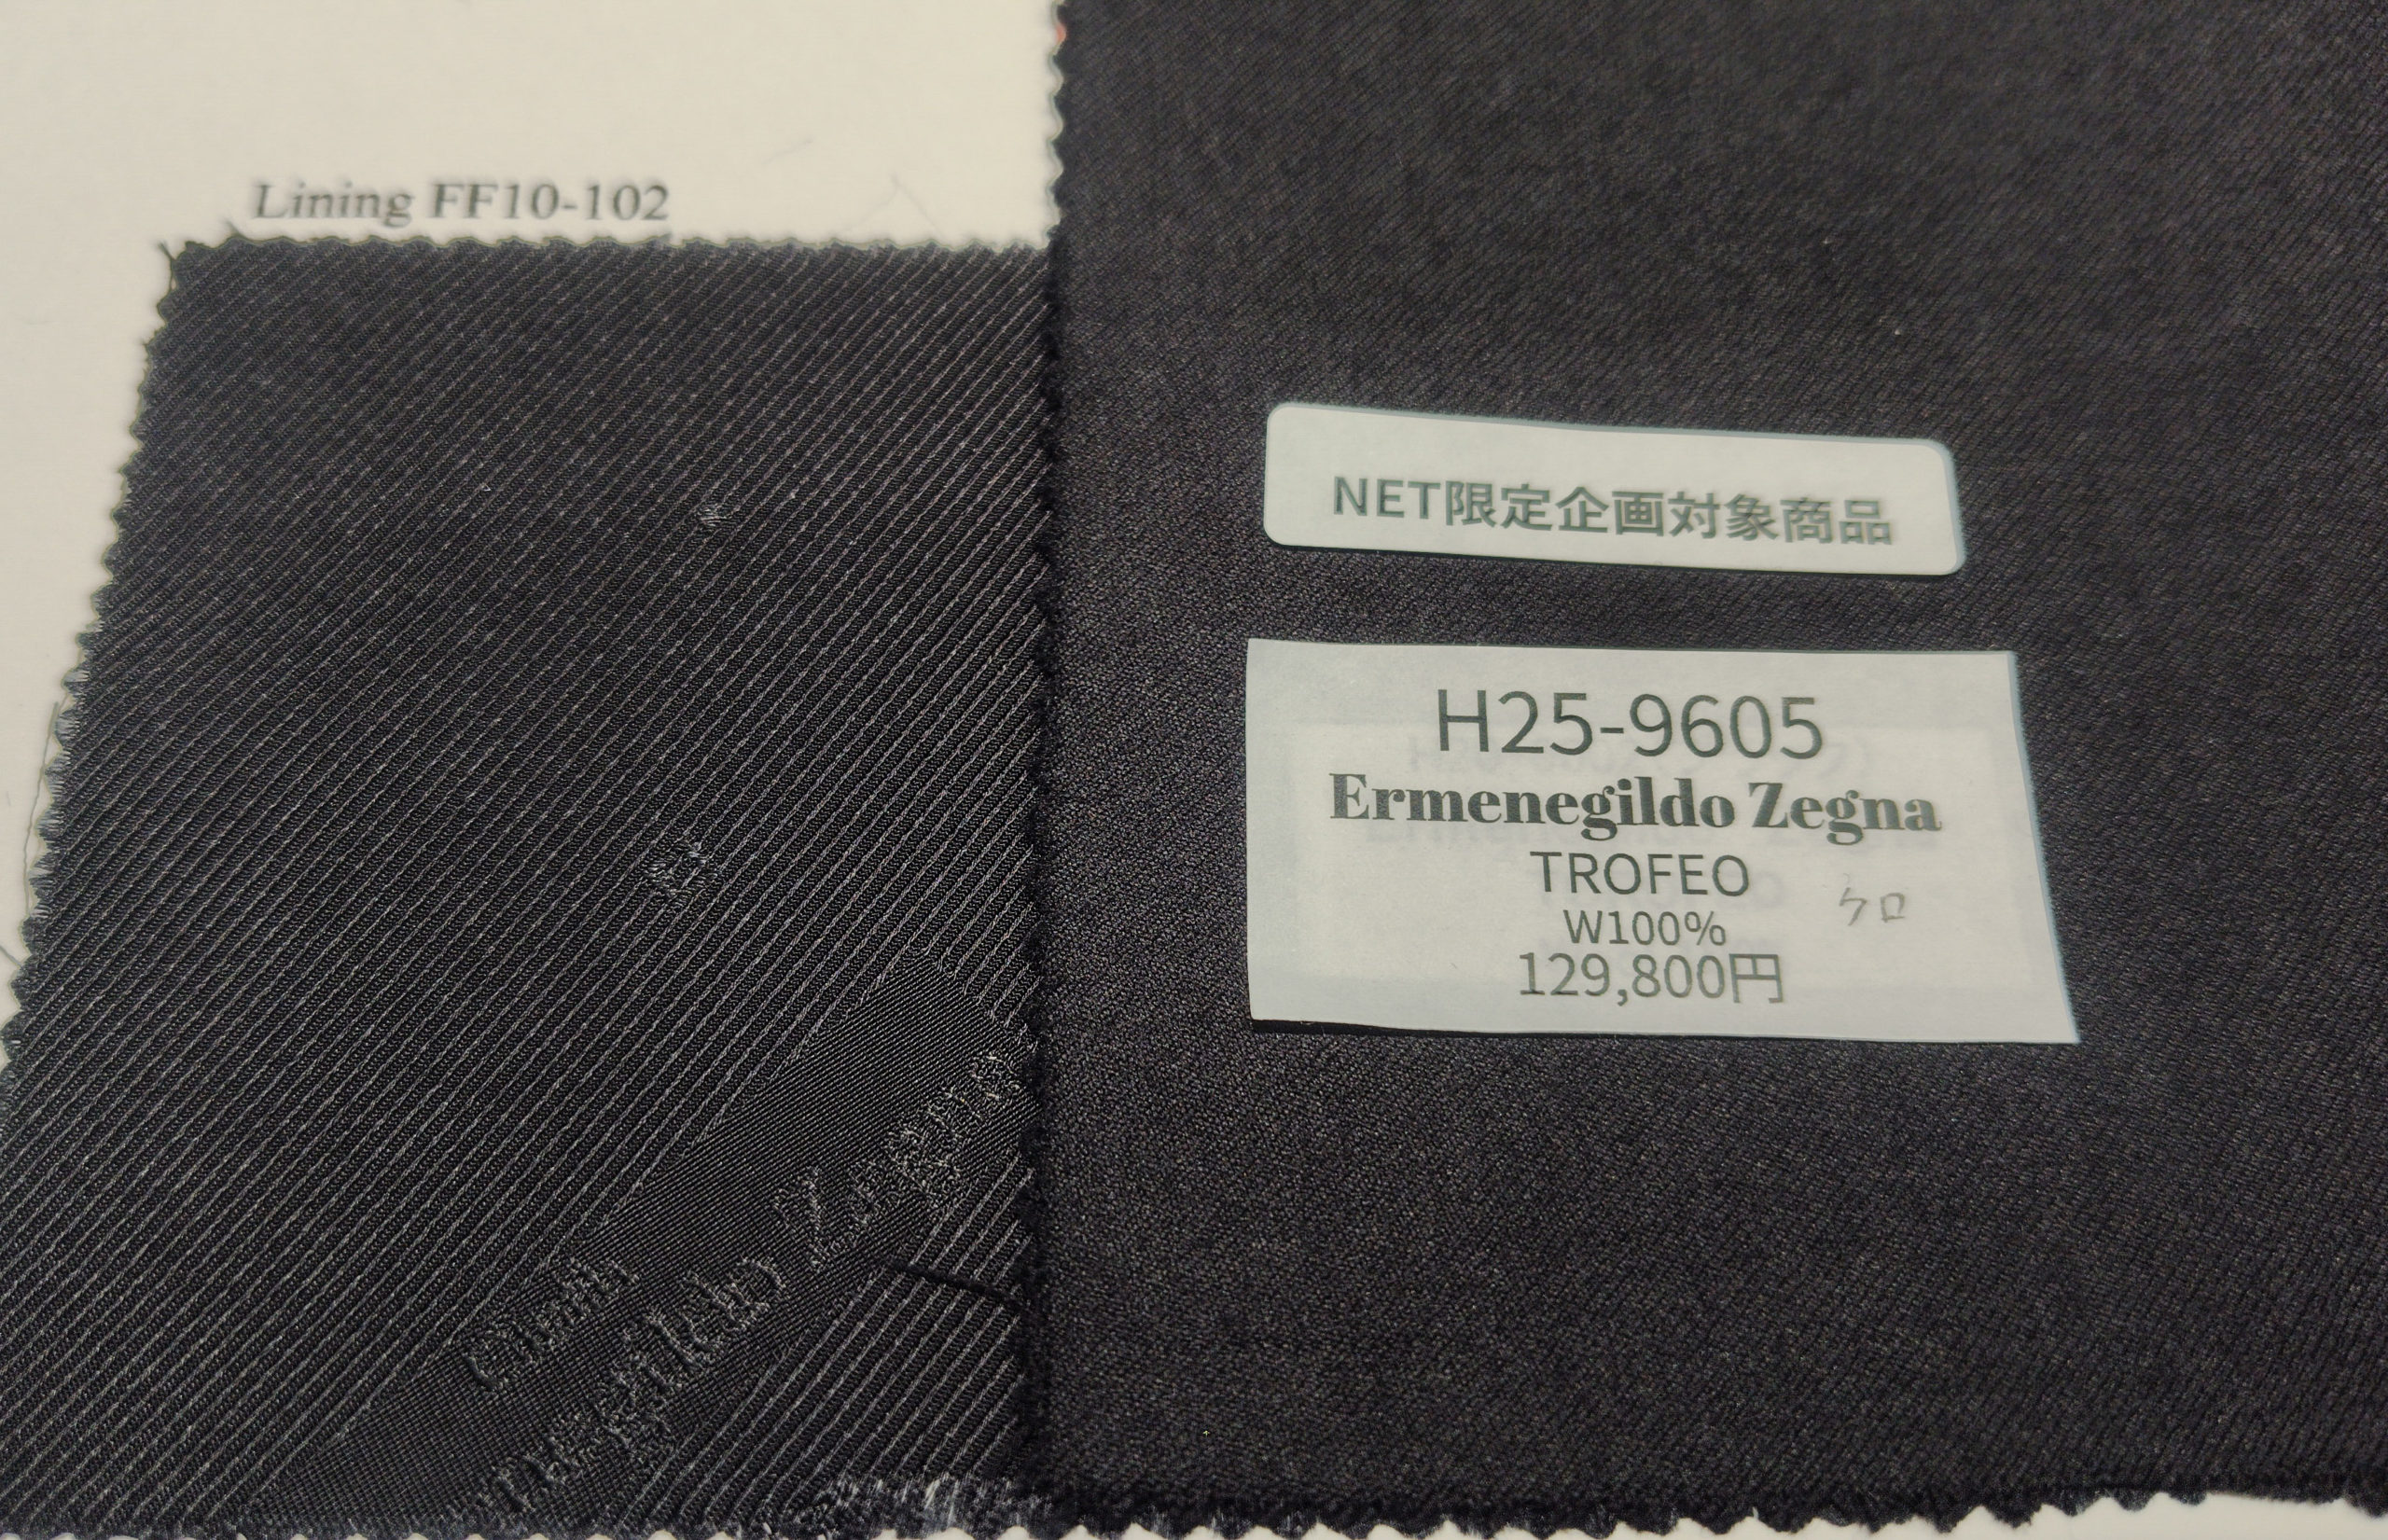 Lining FF10-102
NET限定企画対象商品
H25-9605
Ermenegildo Zegna
TROFEO
ケロ
W100%
129,800円